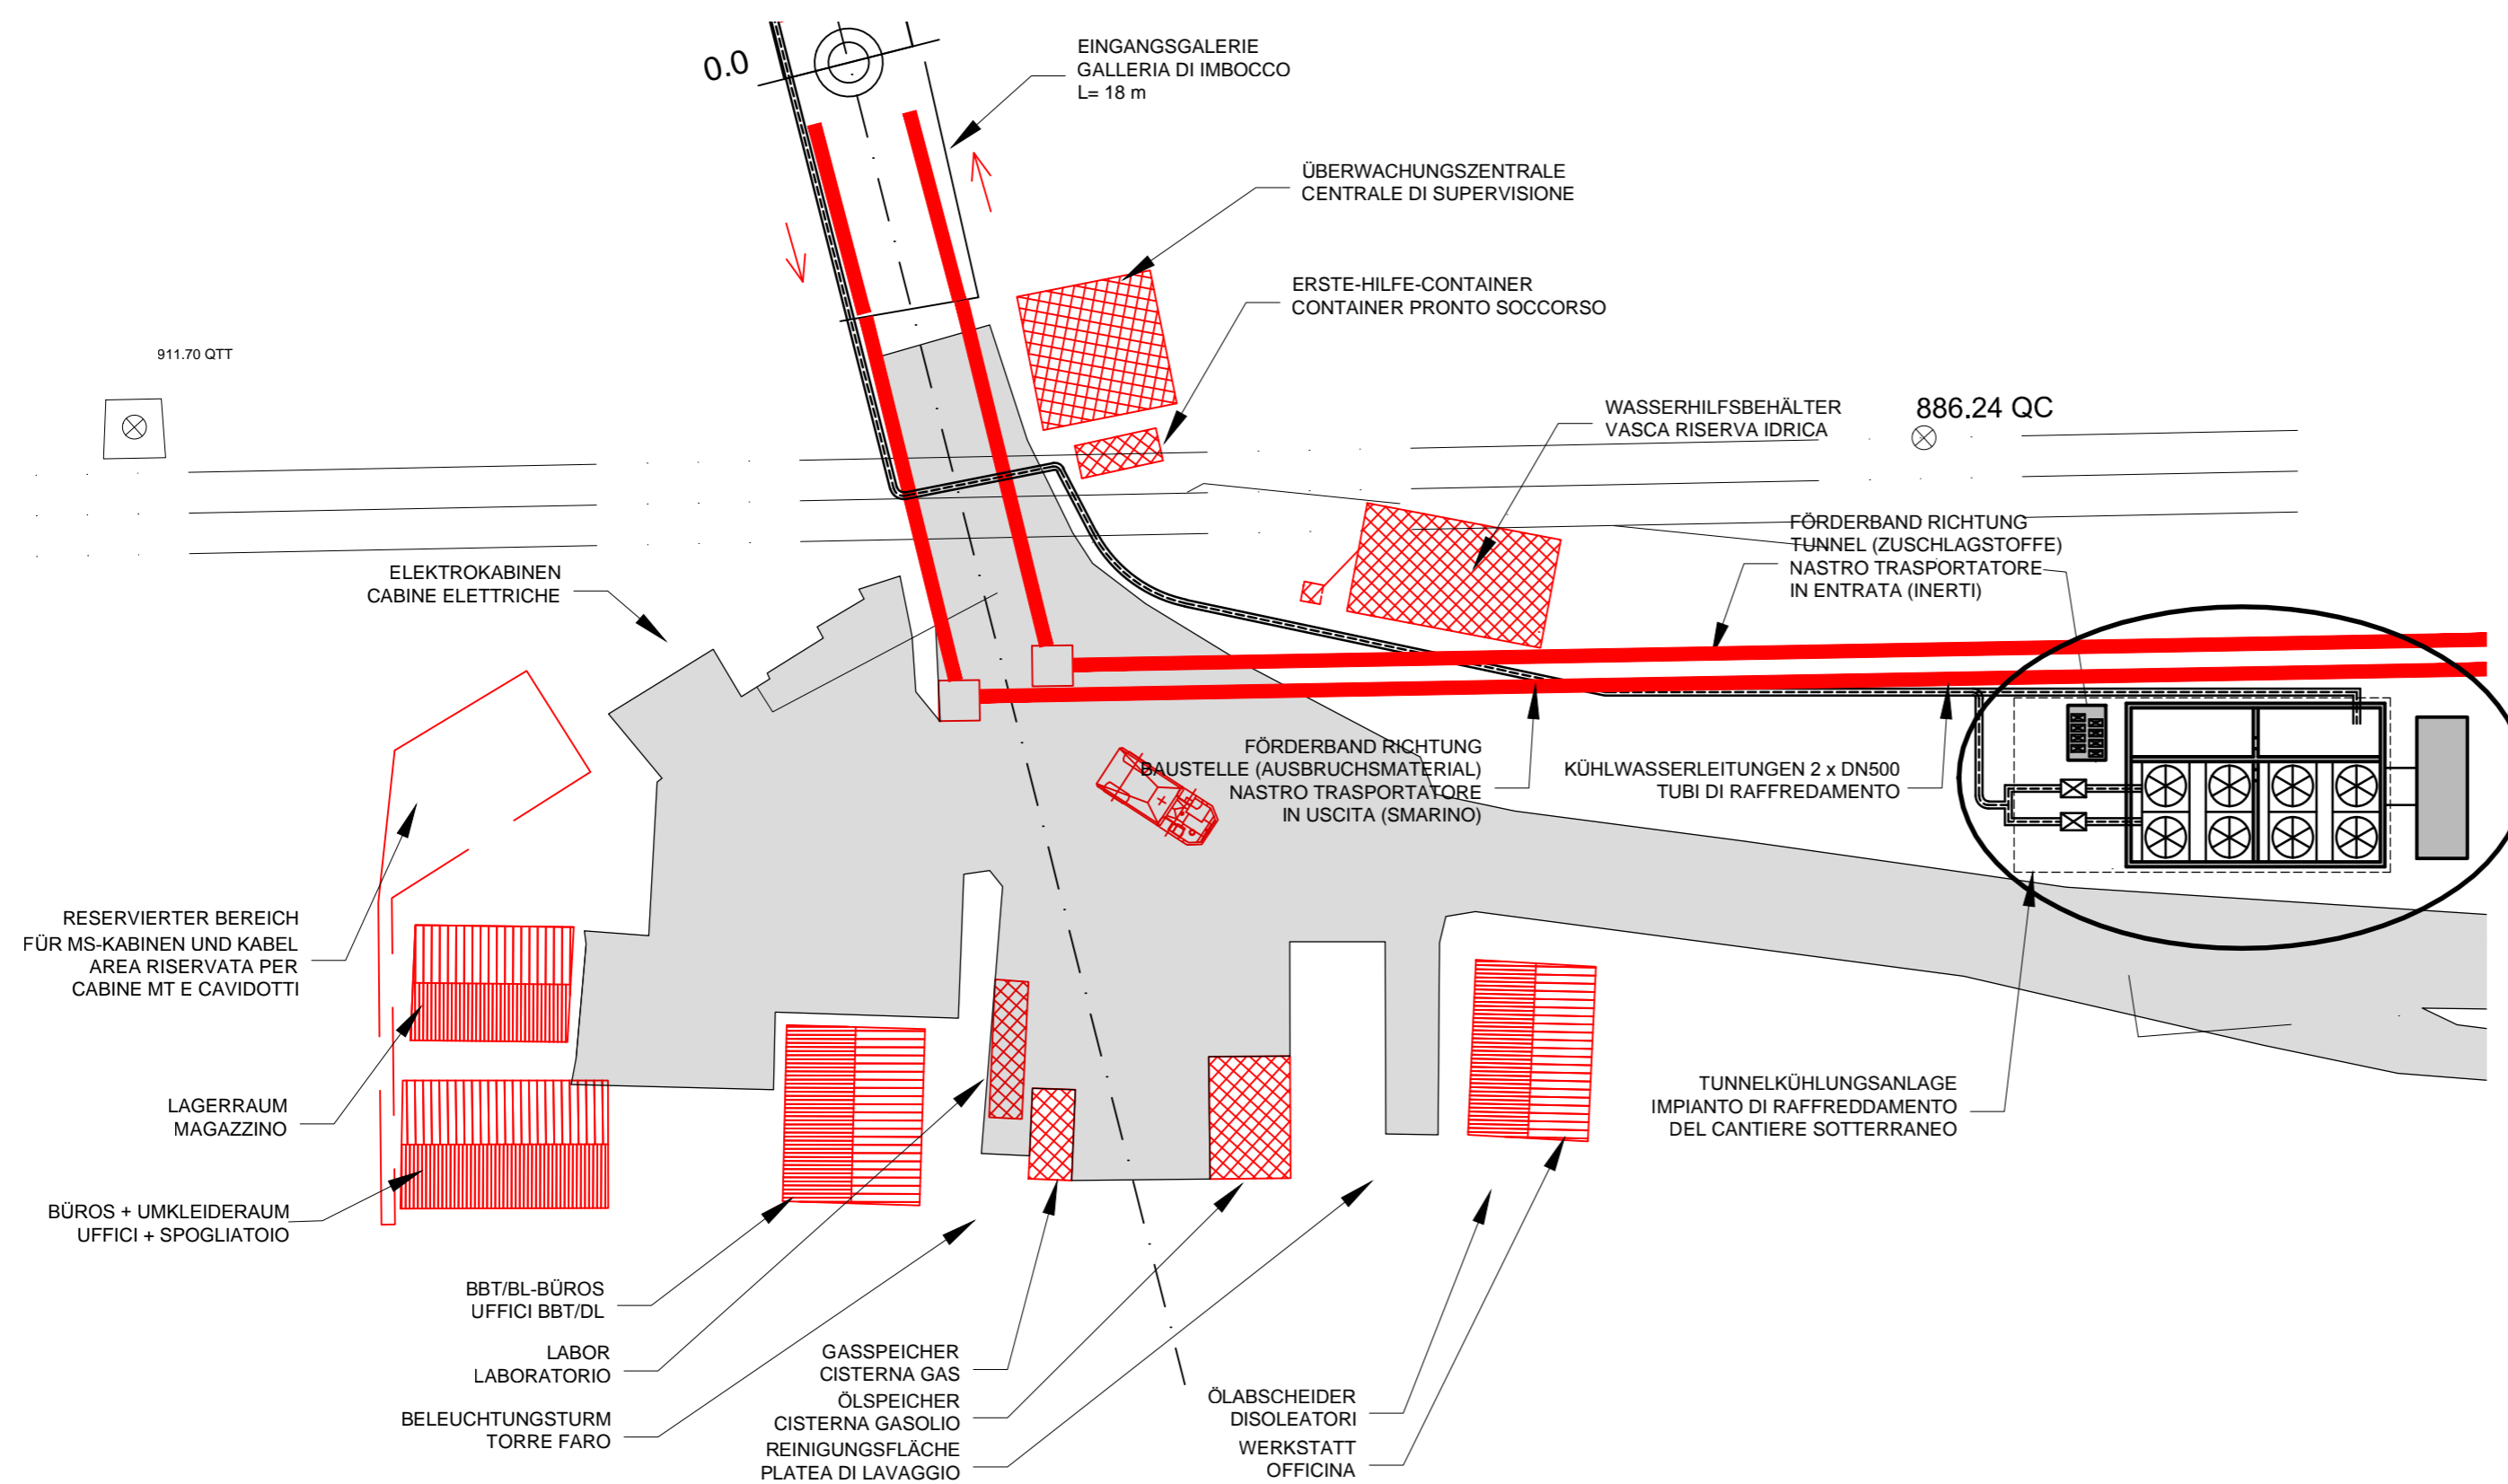 0.0
EINGANGSGALERIE
GALLERIA DI IMBOCCO
L= 18 m
ÜBERWACHUNGSZENTRALE
CENTRALE DI SUPERVISIONE
ERSTE-HILFE-CONTAINER
CONTAINER PRONTO SOCCORSO
911.70 QTT
WASSERHILFSBEHÄLTER
VASCA RISERVA IDRICA
886.24 QC
FÖRDERBAND RICHTUNG
TUNNEL (ZUSCHLAGSTOFFE)
NASTRO TRASPORTATORE
IN ENTRATA (INERTI)
ELEKTROKABINEN
CABINE ELETTRICHE
FÖRDERBAND RICHTUNG
BAUSTELLE (AUSBRUCHSMATERIAL)
NASTRO TRASPORTATORE
IN USCITA (SMARINO)
KÜHLWASSERLEITUNGEN 2 x DN500
TUBI DI RAFFREDAMENTO
RESERVIERTER BEREICH
FÜR MS-KABINEN UND KABEL
AREA RISERVATA PER
CABINE MT E CAVIDOTTI
LAGERRAUM
MAGAZZINO
TUNNELKÜHLUNGSANLAGE
IMPIANTO DI RAFFREDDAMENTO
DEL CANTIERE SOTTERRANEO
BÜROS + UMKLEIDERAUM
UFFICI + SPOGLIATOIO
BBT/BL-BÜROS
UFFICI BBT/DL
LABOR
LABORATORIO
BELEUCHTUNGSTURM
TORRE FARO
GASSPEICHER
CISTERNA GAS
ÖLSPEICHER
CISTERNA GASOLIO
REINIGUNGSFLÄCHE
PLATEA DI LAVAGGIO
ÖLABSCHEIDER
DISOLEATORI
WERKSTATT
OFFICINA